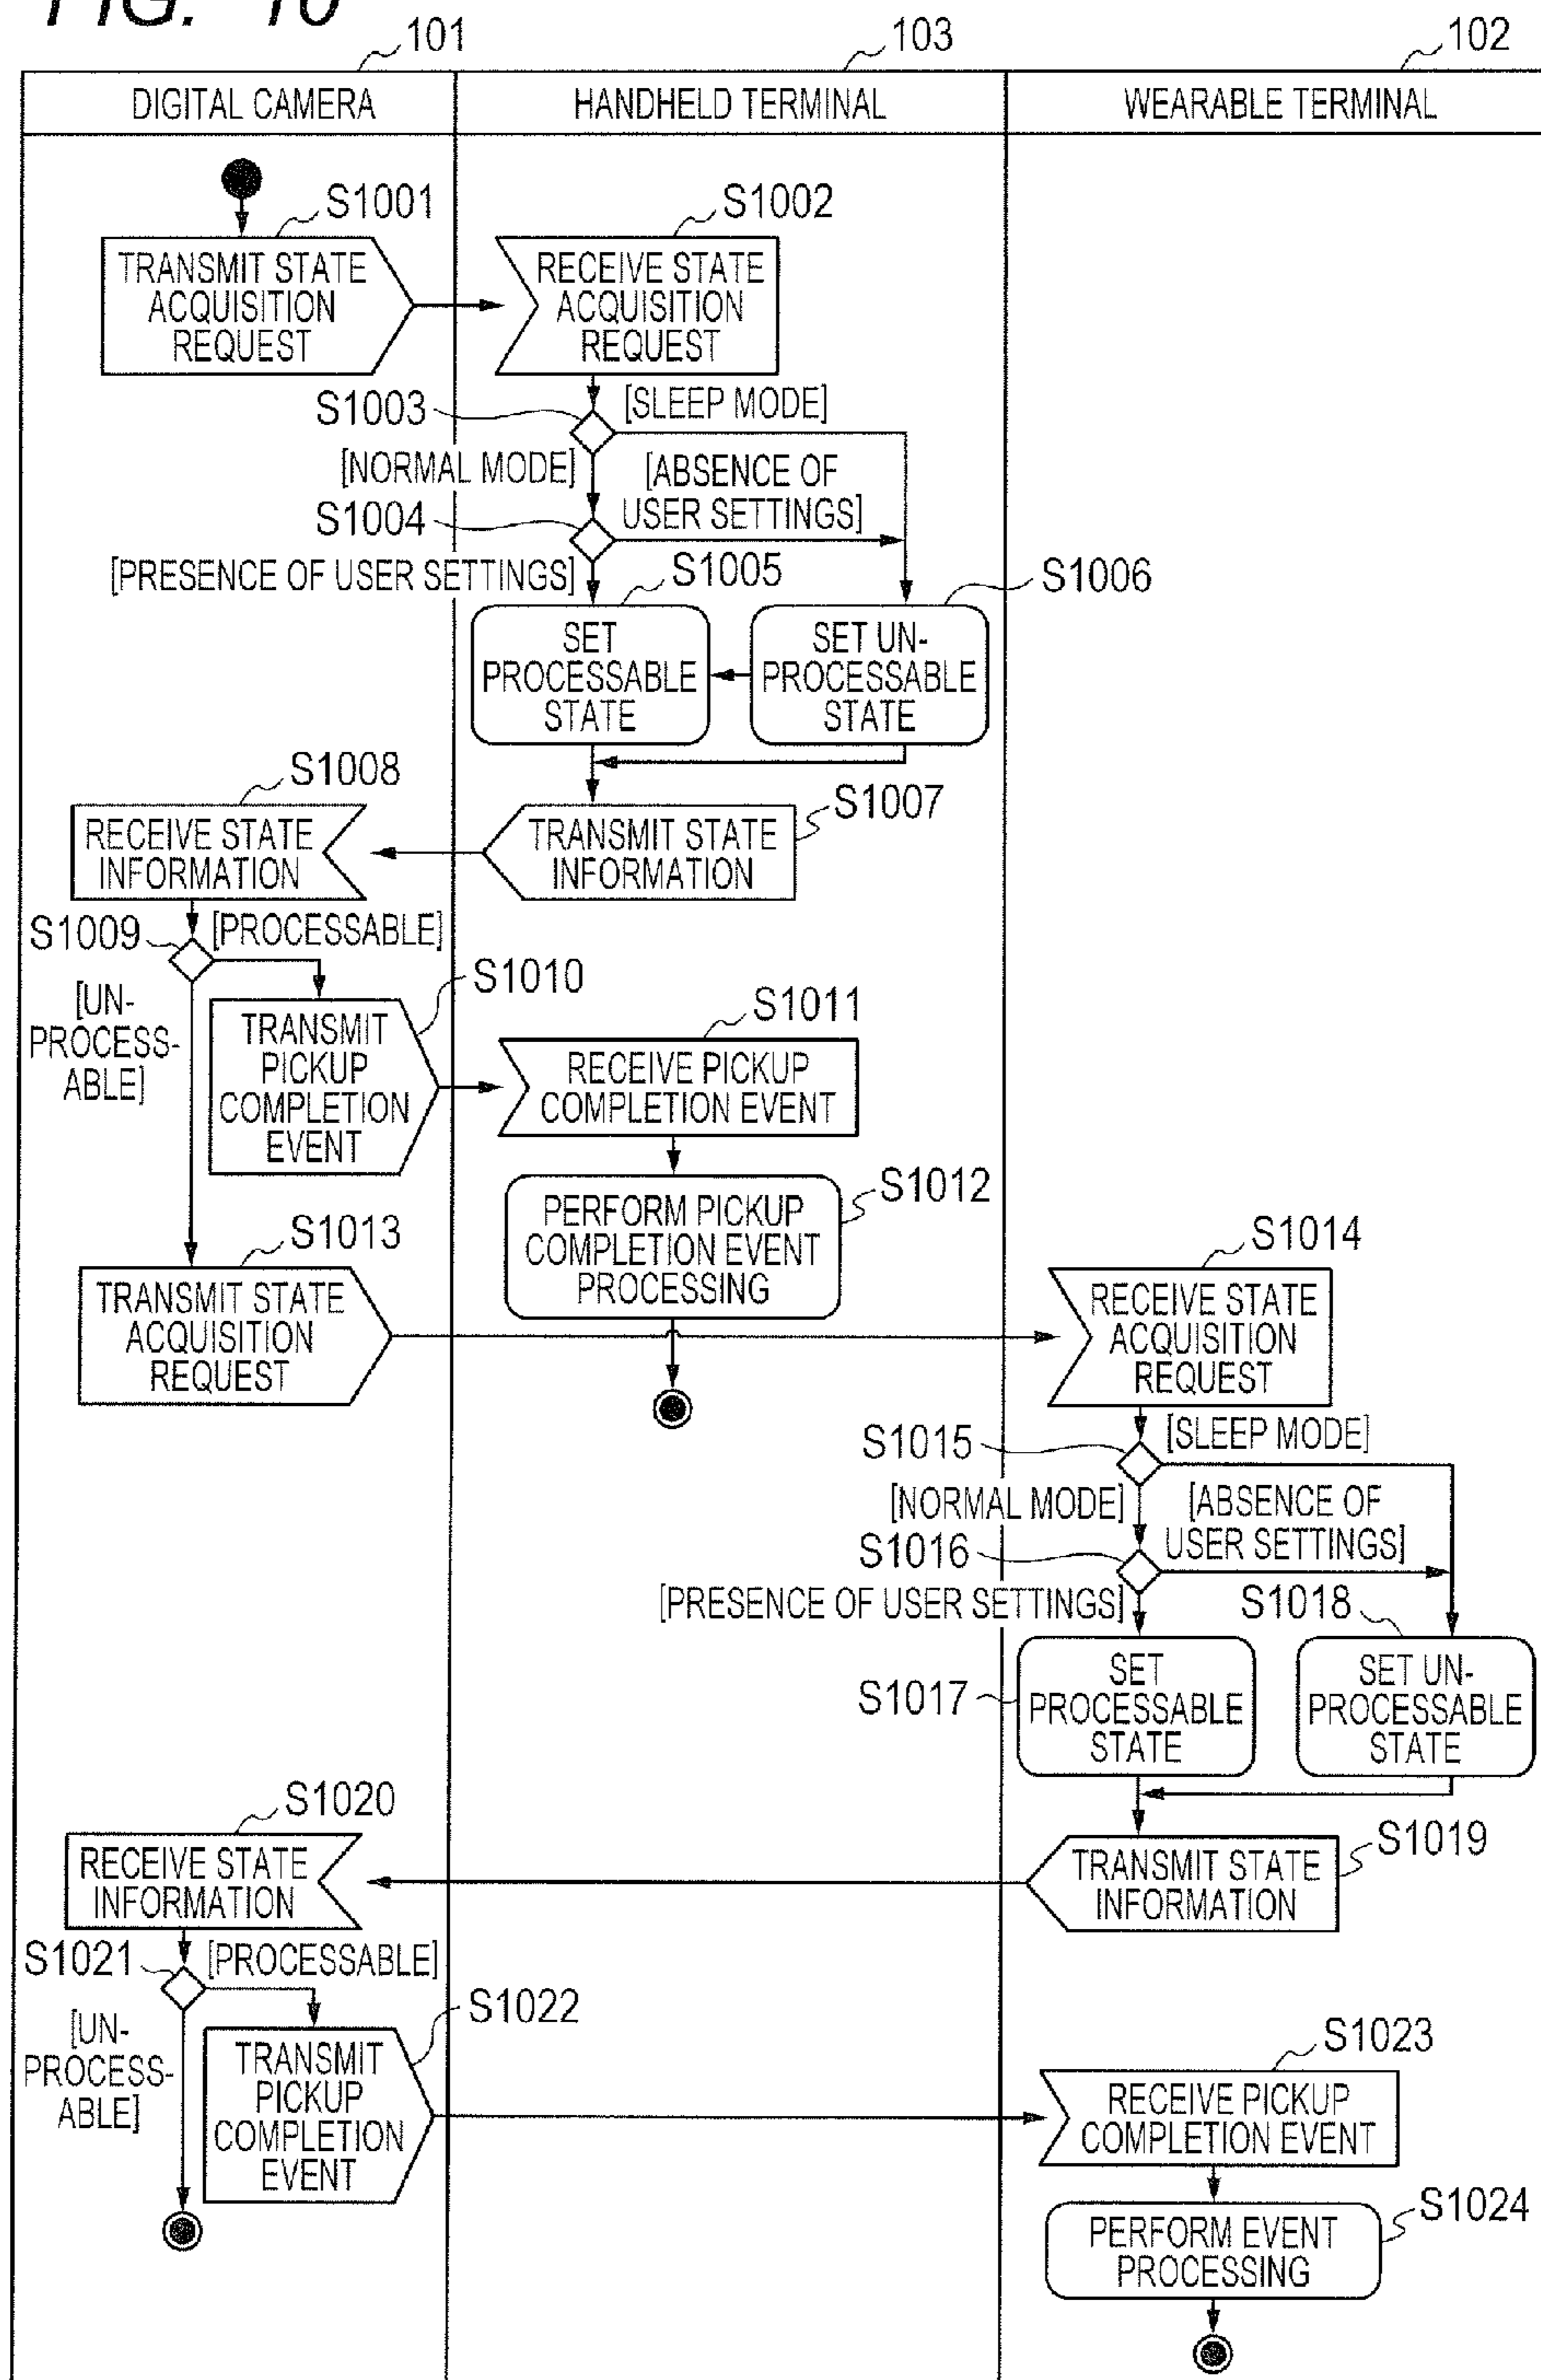 FIG. 10
101
103
102
DIGITAL CAMERA
HANDHELD TERMINAL
WEARABLE TERMINAL
S1001
S1002
TRANSMIT STATE
ACQUISITION
REQUEST
RECEIVE STATE
ACQUISITION
REQUEST
S1003
[SLEEP MODE]
[NORMAL MODE]
[ABSENCE OF
USER SETTINGS]
S1004
[PRESENCE OF USER SETTINGS]
S1005
S1006
SET
PROCESSABLE
STATE
SET UN-
PROCESSABLE
STATE
S1008
S1007
RECEIVE STATE
INFORMATION
TRANSMIT STATE
INFORMATION
S1009
[PROCESSABLE]
[UN-
PROCESS-
ABLE]
S1010
TRANSMIT
PICKUP
COMPLETION
EVENT
S1011
RECEIVE PICKUP
COMPLETION EVENT
S1012
PERFORM PICKUP
COMPLETION EVENT
PROCESSING
S1013
TRANSMIT STATE
ACQUISITION
REQUEST
S1014
RECEIVE STATE
ACQUISITION
REQUEST
S1015
[SLEEP MODE]
[NORMAL MODE]
[ABSENCE OF
USER SETTINGS]
S1016
[PRESENCE OF USER SETTINGS]
S1018
S1017
SET
PROCESSABLE
STATE
SET UN-
PROCESSABLE
STATE
S1020
S1019
RECEIVE STATE
INFORMATION
TRANSMIT STATE
INFORMATION
S1021
[PROCESSABLE]
[UN-
PROCESS-
ABLE]
S1022
TRANSMIT
PICKUP
COMPLETION
EVENT
S1023
RECEIVE PICKUP
COMPLETION EVENT
S1024
PERFORM EVENT
PROCESSING